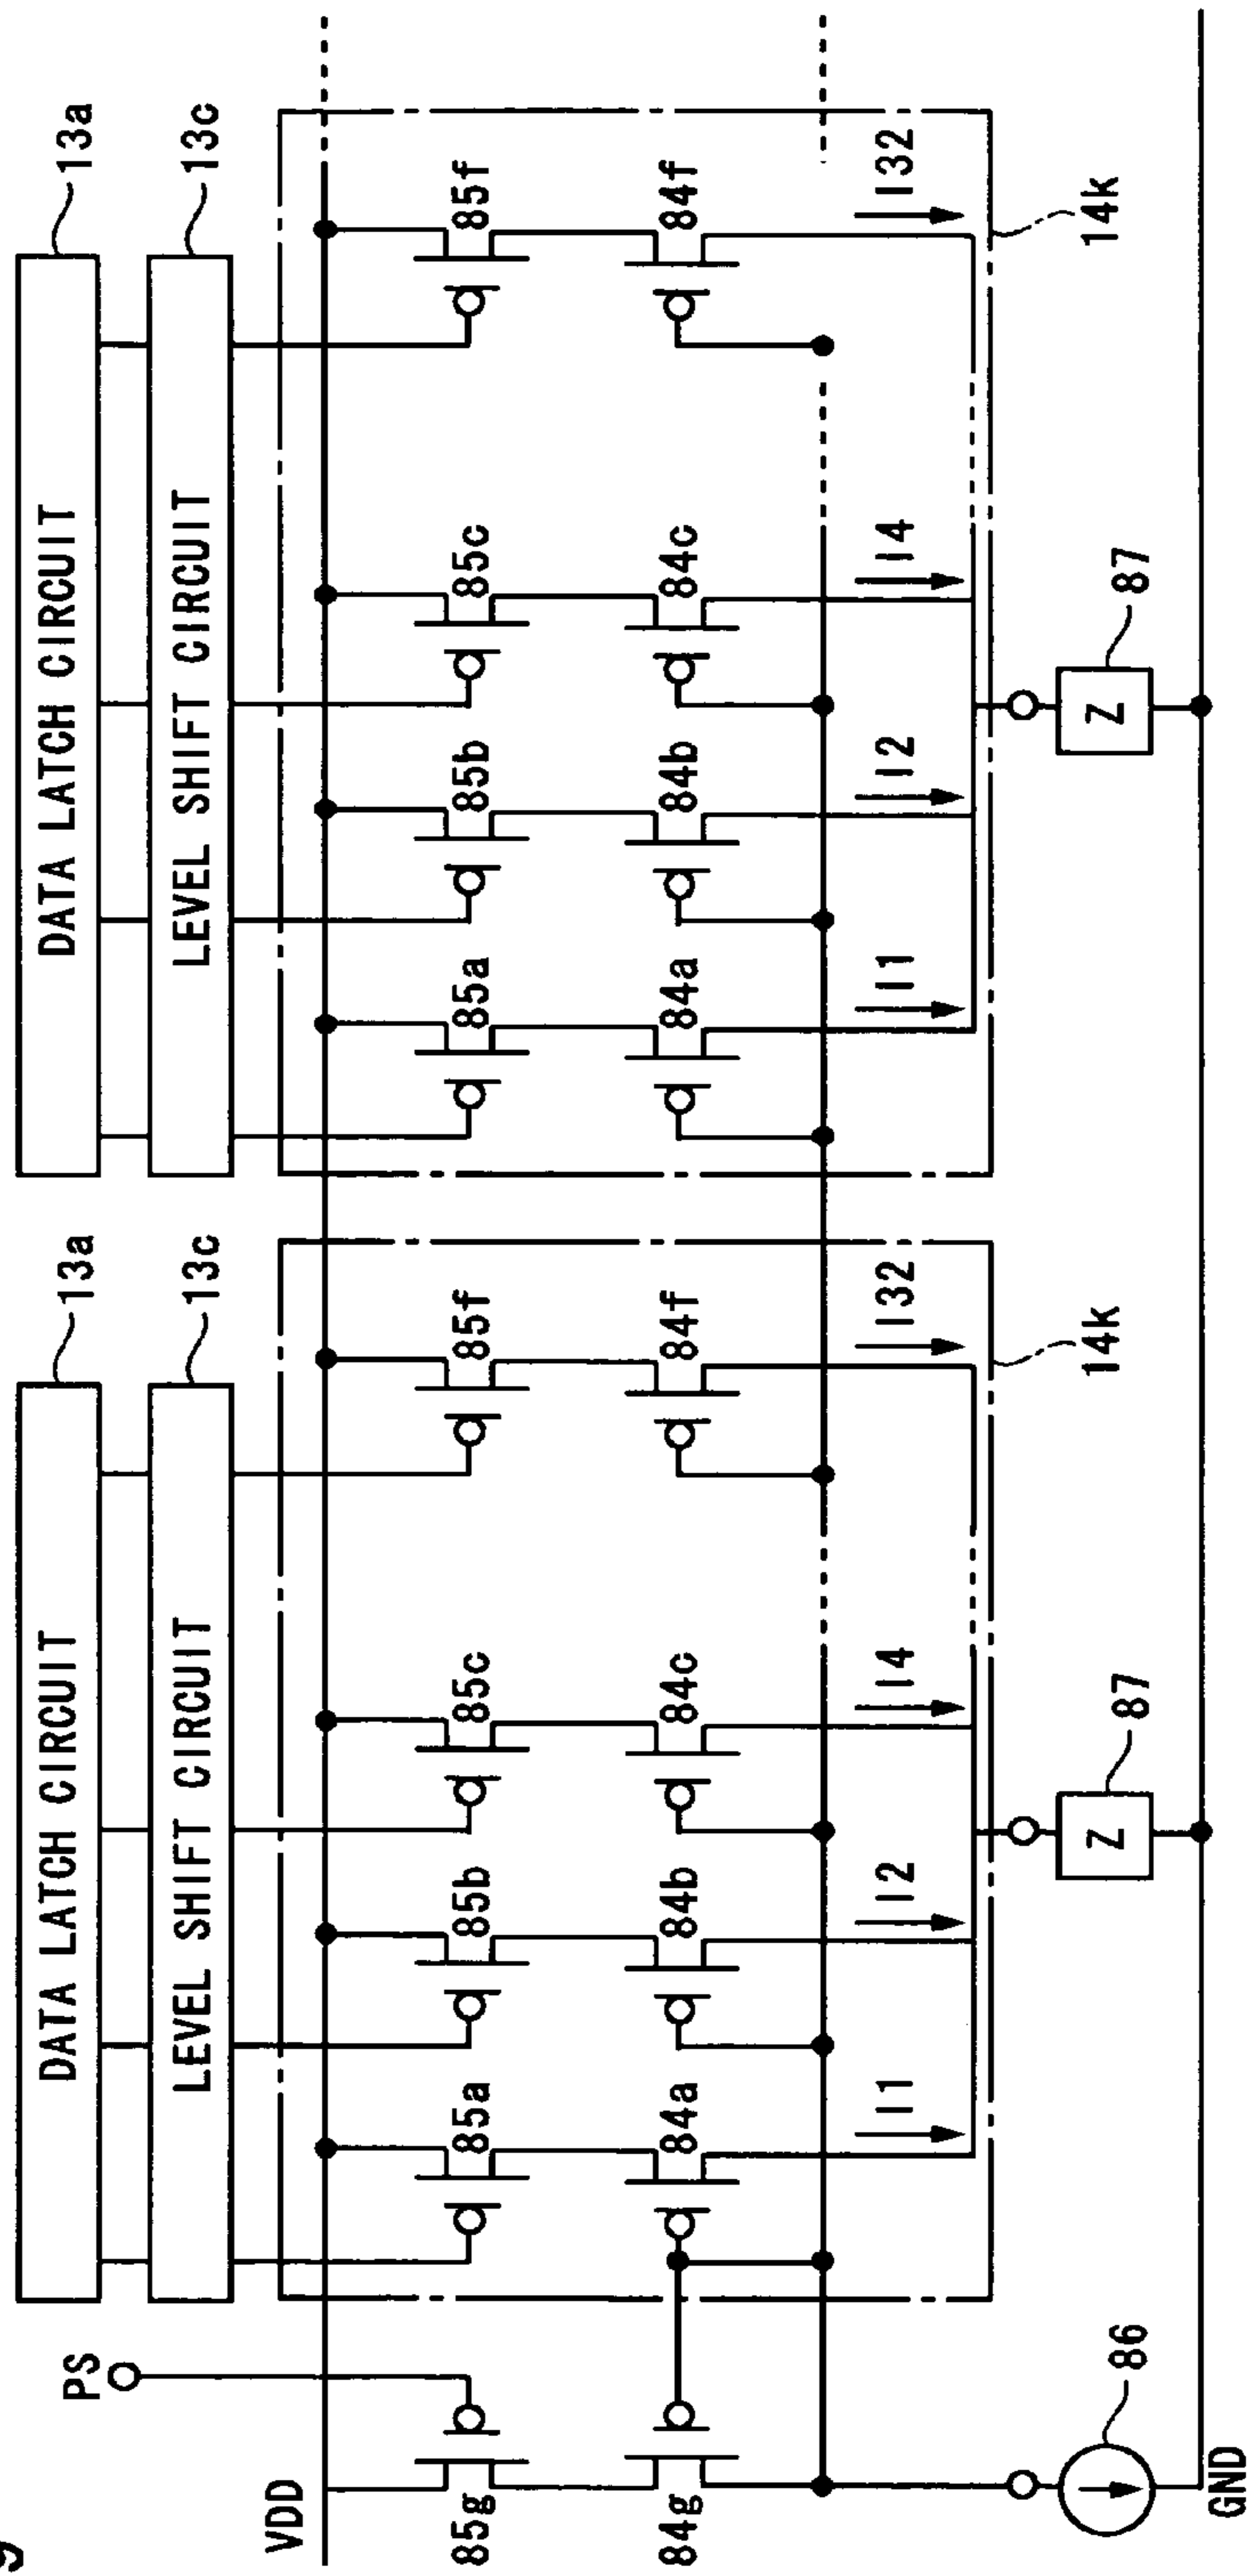 DATA LATCH CIRCUIT
13a
DATA LATCH CIRCUIT
13a
PS
LEVEL SHIFT CIRCUIT
13c
LEVEL SHIFT CIRCUIT
13c
VDD
85g
85a
85b
85c
85f
85a
85b
85c
85f
84g
84a
84b
84c
84f
84a
84b
84c
84f
I1
I2
I4
I32
I1
I2
I4
I32
14k
14k
86
Z
87
Z
87
GND